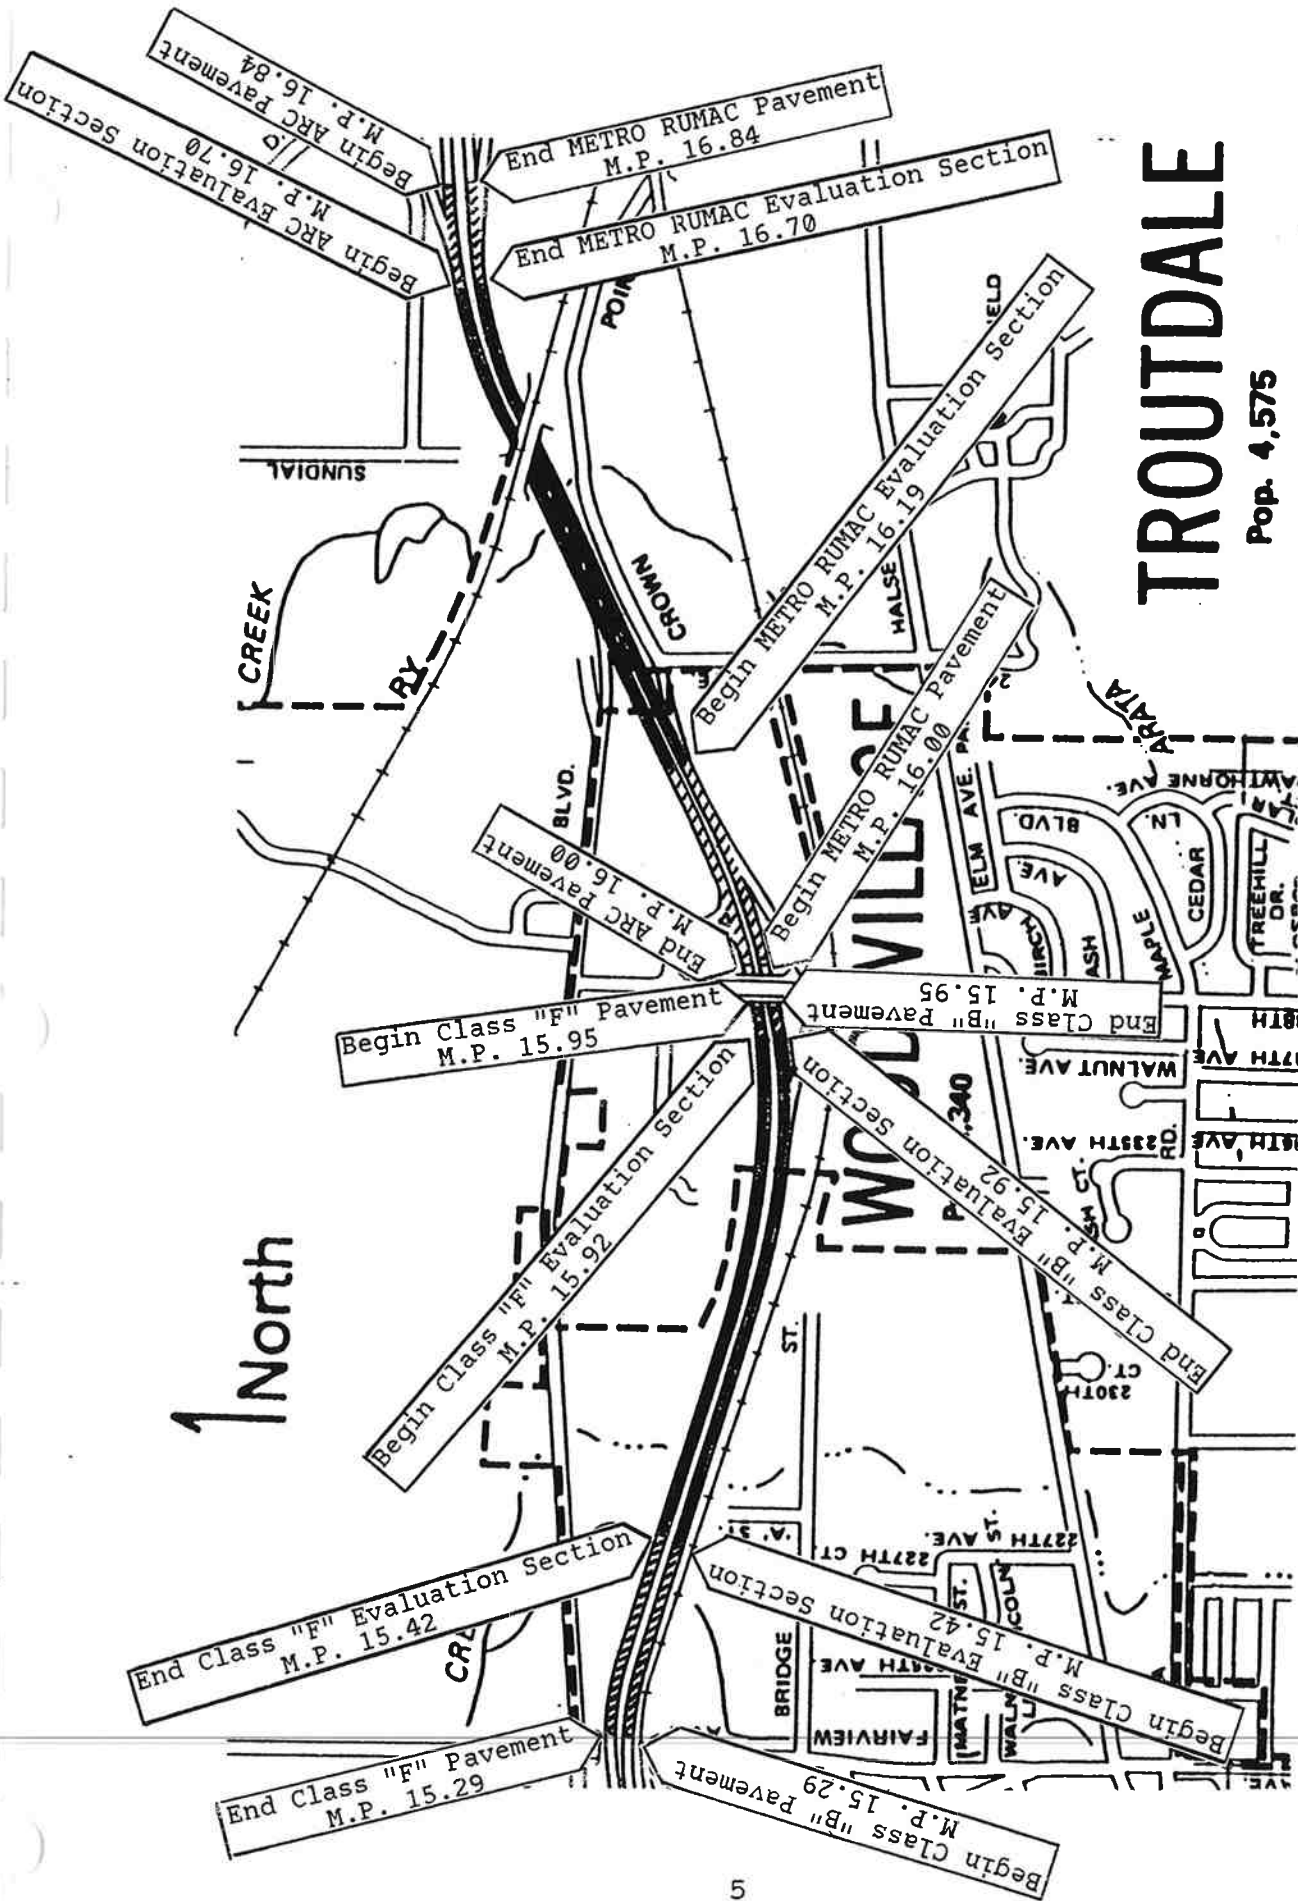 Begin ARC Pavement
M.P. 16.84
Begin ARC Evaluation Section
M.P. 16.70
End METRO RUMAC Pavement
M.P. 16.84
End METRO RUMAC Evaluation Section
M.P. 16.70
TROUTDALE
Pop. 4,575
SUNDIAL
CREEK
RY
CROWN
Begin METRO RUMAC Evaluation Section
M.P. 16.19
Begin METRO RUMAC Pavement
M.P. 16.00
BLVD.
End ARC Pavement
M.P. 16.00
Begin Class "F" Pavement
M.P. 15.95
End Class "B" Pavement
M.P. 15.95
Begin Class "F" Evaluation Section
M.P. 15.92
End Class "B" Evaluation Section
M.P. 15.92
ARATA
ELM AVE.
BLVD.
LN.
AVE.
CEDAR
TREEHILL
DR.
BIRCH AVE.
ASH
MAPLE
WALNUT AVE.
235TH AVE.
RD.
CT.
230TH
CT.
1 North
ST.
End Class "F" Evaluation Section
M.P. 15.42
Begin Class "B" Evaluation Section
M.P. 15.42
End Class "F" Pavement
M.P. 15.29
Begin Class "B" Pavement
M.P. 15.29
227TH CT.
227TH AVE.
ST.
ST.
BRIDGE
FAIRVIEW
AVE.
5